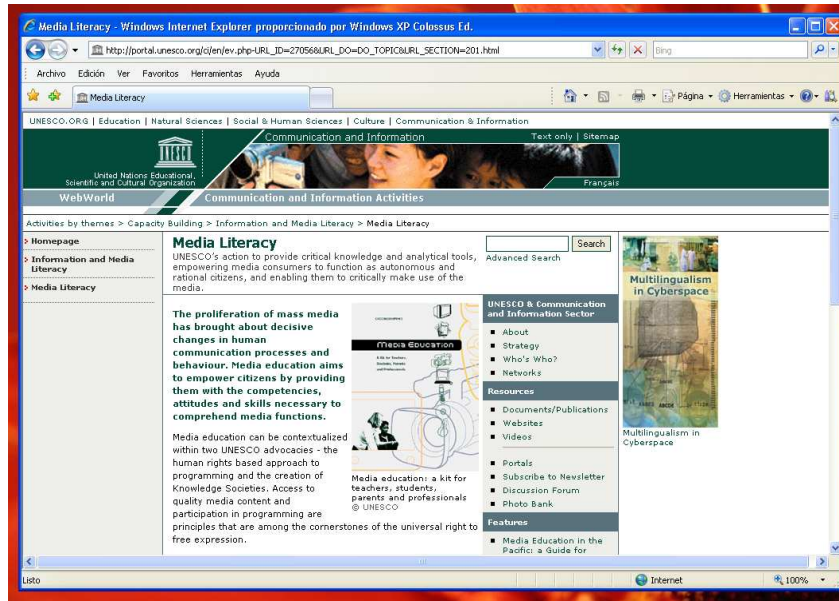 Media Literacy - Windows Internet Explorer proporcionado por Windows XP Colossus Ed.
http://portal.unesco.org/ci/en/ev.php-URL_ID=27056&URL_DO=DO_TOPIC&URL_SECTION=201.html
Bing
Archivo Edición Ver Favoritos Herramientas Ayuda
Media Literacy
Página Herramientas
UNESCO.ORG | Education | Natural Sciences | Social & Human Sciences | Culture | Communication & Information
Communication and Information
Text only | Sitemap
UNESCO
United Nations Educational,
Scientific and Cultural Organization
Français
WebWorld
Communication and Information Activities
Activities by themes > Capacity Building > Information and Media Literacy > Media Literacy
Homepage
Information and Media
Literacy
Media Literacy
Media Literacy
UNESCO's action to provide critical knowledge and analytical tools,
empowering media consumers to function as autonomous and
rational citizens, and enabling them to critically make use of the
media.
Search
Advanced Search
The proliferation of mass media
has brought about decisive
changes in human
communication processes and
behaviour. Media education aims
to empower citizens by providing
them with the competencies,
attitudes and skills necessary to
comprehend media functions.
Media education can be contextualized
within two UNESCO advocacies - the
human rights based approach to
programming and the creation of
Knowledge Societies. Access to
quality media content and
participation in programming are
principles that are among the cornerstones of the universal right to
free expression.
Media Education
Media education: a kit for
teachers, students,
parents and professionals
© UNESCO
UNESCO & Communication
and Information Sector
About
Strategy
Who's Who?
Networks
Resources
Documents/Publications
Websites
Videos
Portals
Subscribe to Newsletter
Discussion Forum
Photo Bank
Features
Media Education in the
Pacific: a Guide for
Multilingualism
in Cyberspace
Multilingualism in
Cyberspace
Listo
Internet
100%